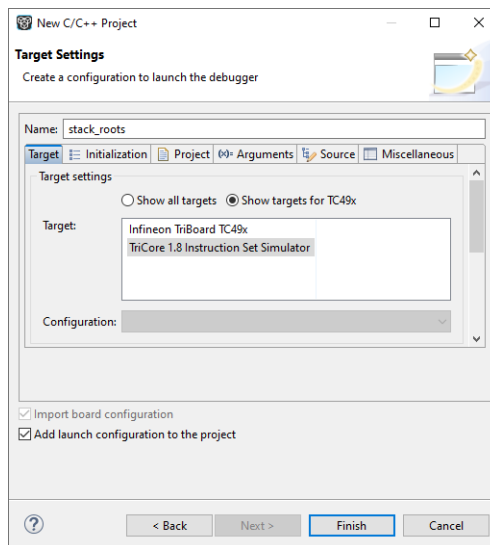 New C/C++ Project
Target Settings
Create a configuration to launch the debugger
Name: stack_roots
Target Initialization Project (x)= Arguments Source Miscellaneous
Target settings
Show all targets Show targets for TC49x
Target: Infineon TriBoard TC49x
TriCore 1.8 Instruction Set Simulator
Configuration:
Import board configuration
Add launch configuration to the project
? < Back Next > Finish Cancel